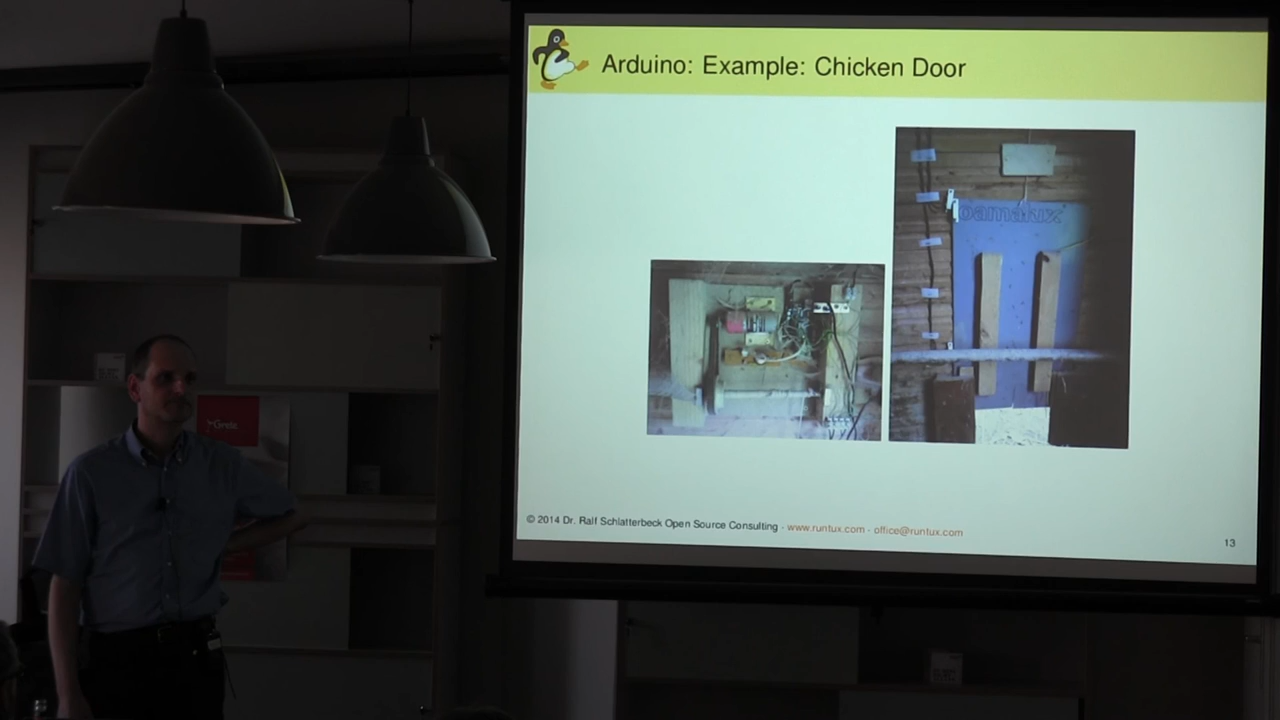 Arduino: Example: Chicken Door
© 2014 Dr. Ralf Schlatterbeck Open Source Consulting · www.runtux.com · office@runtux.com
13